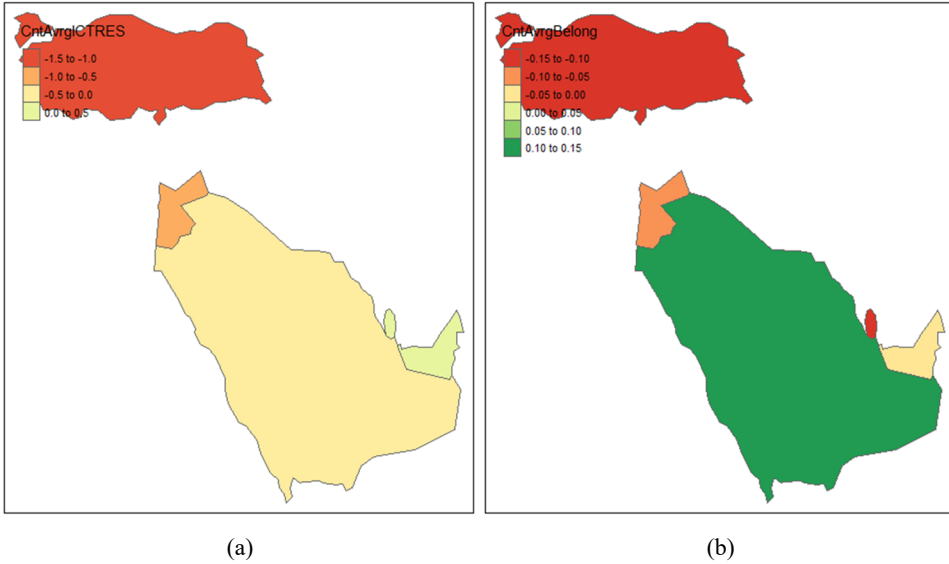 CntAvrgICTRES
-1.5 to -1.0
-1.0 to -0.5
-0.5 to 0.0
0.0 to 0.5
CntAvrgBelong
-0.15 to -0.10
-0.10 to -0.05
-0.05 to 0.00
0.00 to 0.05
0.05 to 0.10
0.10 to 0.15
(a)
(b)